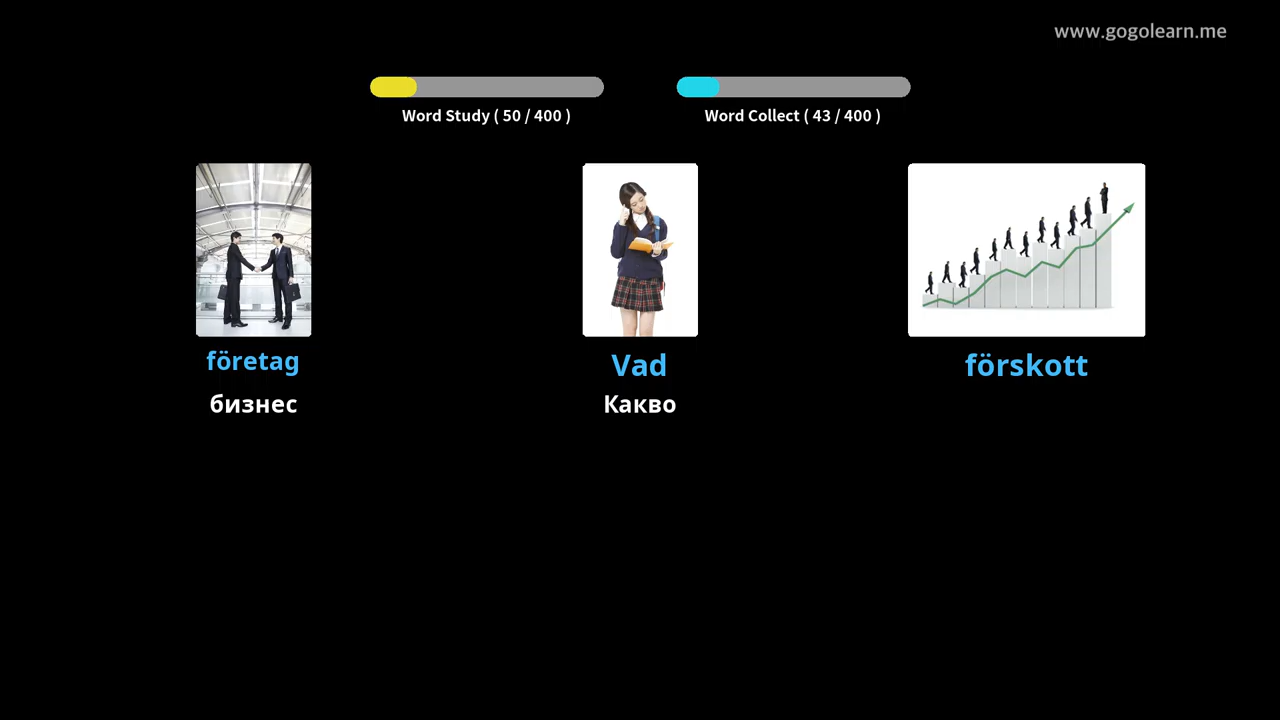 www.gogolearn.me
Word Study ( 50 / 400 )
Word Collect ( 43 / 400 )
företag
Vad
förskott
бизнес
Какво